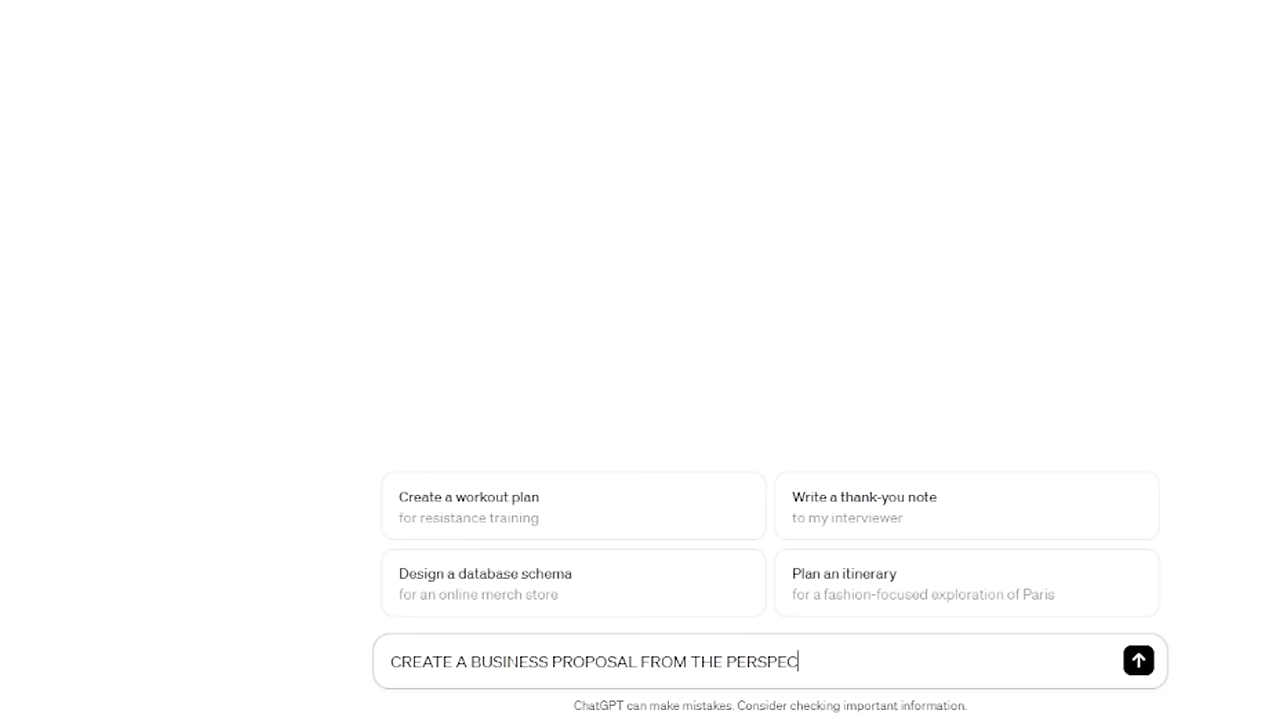 Create a workout plan
for resistance training
Write a thank-you note
to my interviewer
Design a database schema
for an online merch store
Plan an itinerary
for a fashion-focused exploration of Paris
CREATE A BUSINESS PROPOSAL FROM THE PERSPEC
ChatGPT can make mistakes. Consider checking important information.